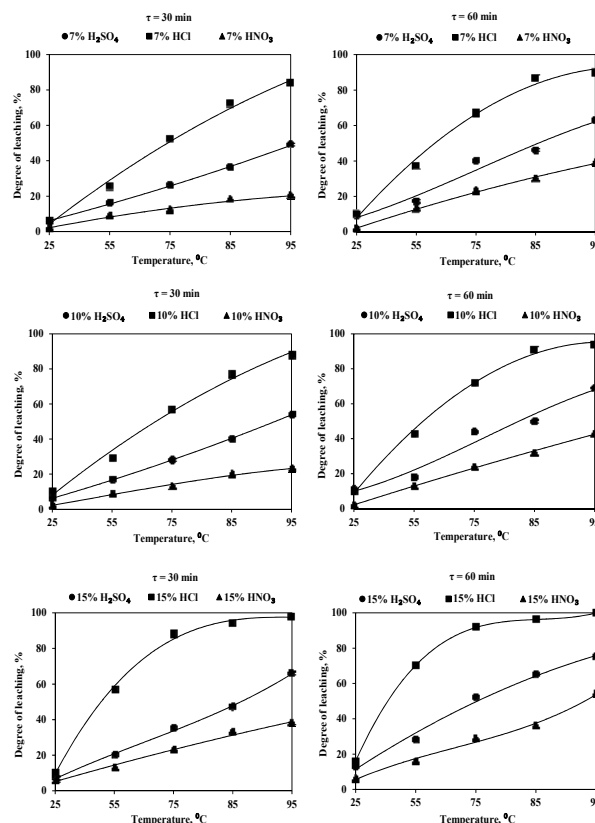 τ = 30 min
● 7% H₂SO₄ ■ 7% HCl ▲ 7% HNO₃
Degree of leaching, %
100
80
60
40
20
0
25 55 75 85 95
Temperature, ⁰C
τ = 60 min
● 7% H₂SO₄ ■ 7% HCl ▲ 7% HNO₃
Degree of leaching, %
100
80
60
40
20
0
25 55 75 85 95
Temperature, ⁰C
τ = 30 min
● 10% H₂SO₄ ■ 10% HCl ▲ 10% HNO₃
Degree of leaching, %
100
80
60
40
20
0
25 55 75 85 95
Temperature, ⁰C
τ = 60 min
● 10% H₂SO₄ ■ 10% HCl ▲ 10% HNO₃
Degree of leaching, %
100
80
60
40
20
0
25 55 75 85 95
Temperature, ⁰C
τ = 30 min
● 15% H₂SO₄ ■ 15% HCl ▲ 15% HNO₃
Degree of leaching, %
100
80
60
40
20
0
25 55 75 85 95
Temperature, ⁰C
τ = 60 min
● 15% H₂SO₄ ■ 15% HCl ▲ 15% HNO₃
Degree of leaching, %
100
80
60
40
20
0
25 55 75 85 95
Temperature, ⁰C